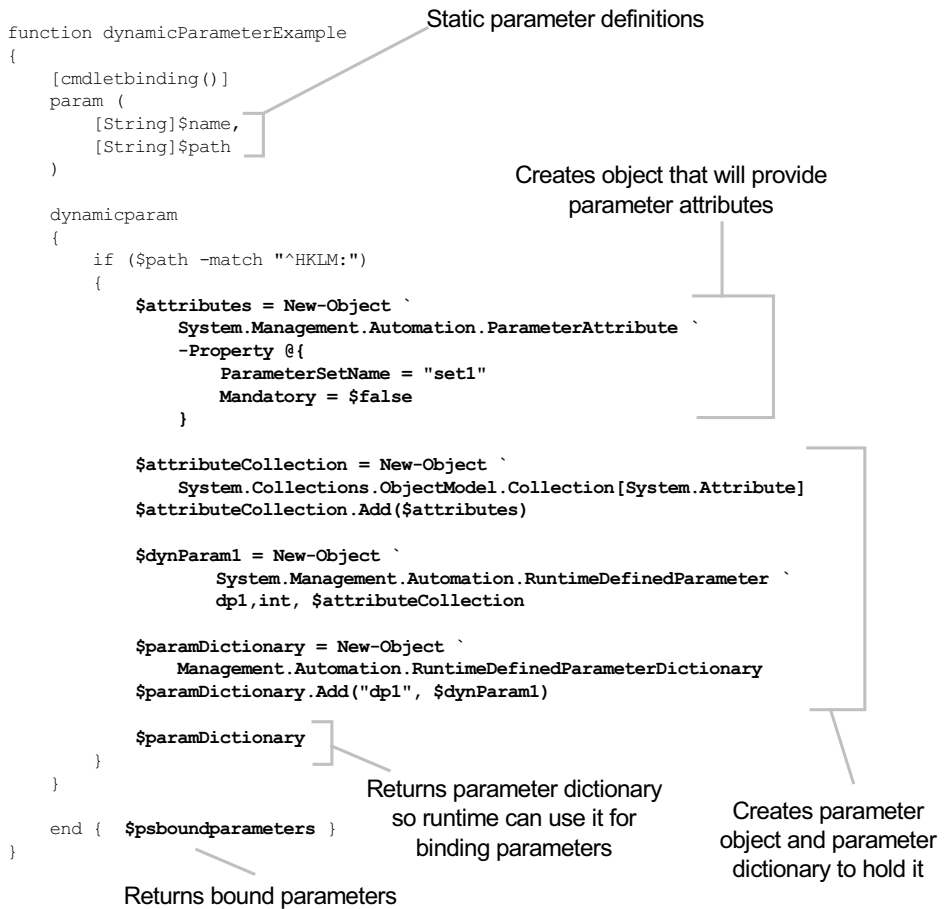 Static parameter definitions
function dynamicParameterExample
{
    [cmdletbinding()]
    param (
        [String]$name,
        [String]$path
    )
Creates object that will provide
parameter attributes
    dynamicparam
    {
        if ($path -match "^HKLM:")
        {
            $attributes = New-Object `
                System.Management.Automation.ParameterAttribute `
                -Property @{
                    ParameterSetName = "set1"
                    Mandatory = $false
                }
            $attributeCollection = New-Object `
                System.Collections.ObjectModel.Collection[System.Attribute]
            $attributeCollection.Add($attributes)
            $dynParam1 = New-Object `
                    System.Management.Automation.RuntimeDefinedParameter `
                    dp1,int, $attributeCollection
            $paramDictionary = New-Object `
                Management.Automation.RuntimeDefinedParameterDictionary
            $paramDictionary.Add("dp1", $dynParam1)
            $paramDictionary
        }
    }
Returns parameter dictionary
so runtime can use it for
binding parameters
Creates parameter
object and parameter
dictionary to hold it
    end {  $psboundparameters }
}
Returns bound parameters